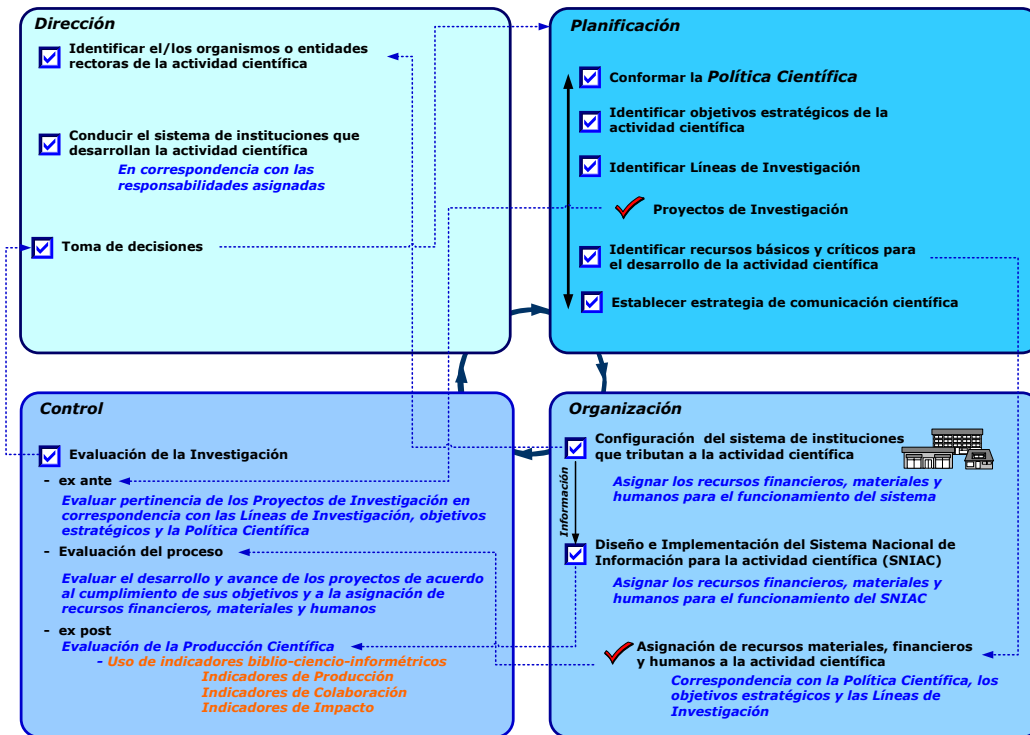 Dirección
Identificar el/los organismos o entidades
rectoras de la actividad científica
Conducir el sistema de instituciones que
desarrollan la actividad científica
En correspondencia con las
responsabilidades asignadas
Toma de decisiones
Planificación
Conformar la Política Científica
Identificar objetivos estratégicos de la
actividad científica
Identificar Líneas de Investigación
Proyectos de Investigación
Identificar recursos básicos y críticos para
el desarrollo de la actividad científica
Establecer estrategia de comunicación científica
Control
Evaluación de la Investigación
- ex ante
Evaluar pertinencia de los Proyectos de Investigación en
correspondencia con las Líneas de Investigación, objetivos
estratégicos y la Política Científica
- Evaluación del proceso
Evaluar el desarrollo y avance de los proyectos de acuerdo
al cumplimiento de sus objetivos y a la asignación de
recursos financieros, materiales y humanos
- ex post
Evaluación de la Producción Científica
- Uso de indicadores biblio-ciencio-informétricos
Indicadores de Producción
Indicadores de Colaboración
Indicadores de Impacto
Organización
Configuración del sistema de instituciones
que tributan a la actividad científica
Asignar los recursos financieros, materiales y
humanos para el funcionamiento del sistema
Información
Diseño e Implementación del Sistema Nacional de
Información para la actividad científica (SNIAC)
Asignar los recursos financieros, materiales y
humanos para el funcionamiento del SNIAC
Asignación de recursos materiales, financieros
y humanos a la actividad científica
Correspondencia con la Política Científica, los
objetivos estratégicos y las Líneas de
Investigación